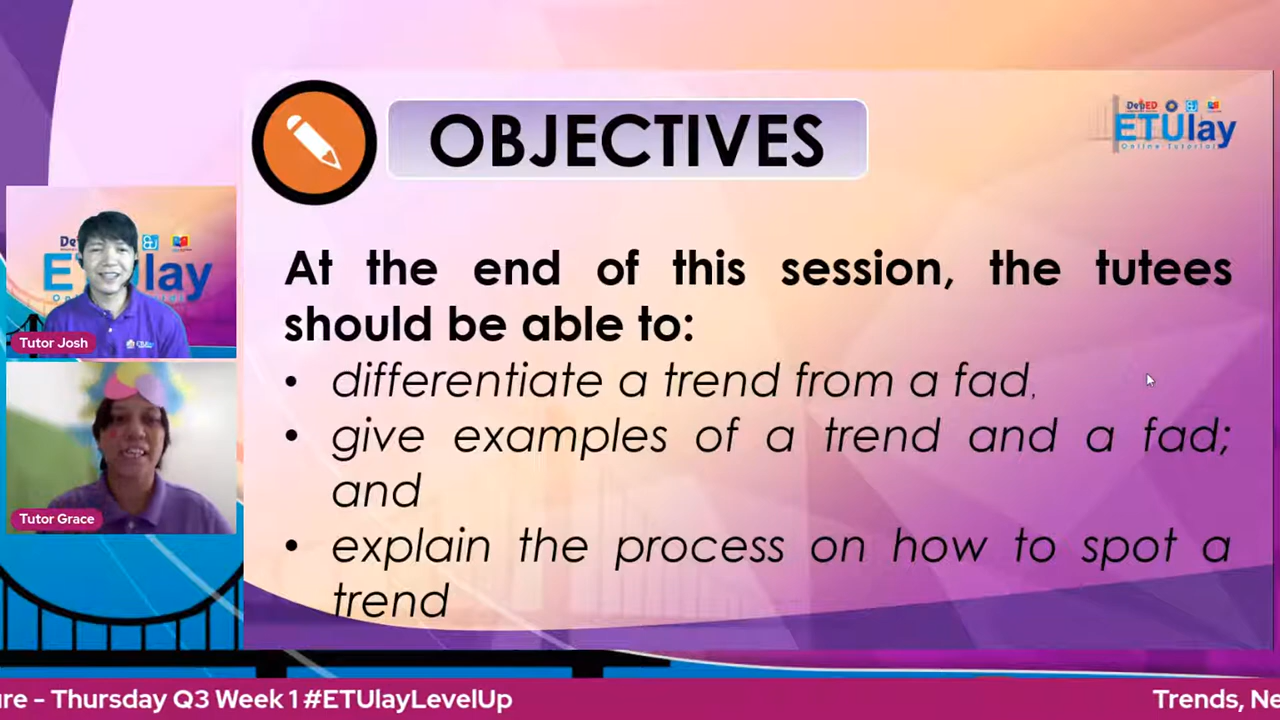 OBJECTIVES
DepED
ETUlay
Online Tutorial
At the end of this session, the tutees
should be able to:
• differentiate a trend from a fad,
• give examples of a trend and a fad;
and
• explain the process on how to spot a
trend
Tutor Josh
Tutor Grace
ure - Thursday Q3 Week 1 #ETUlayLevelUp
Trends, Ne